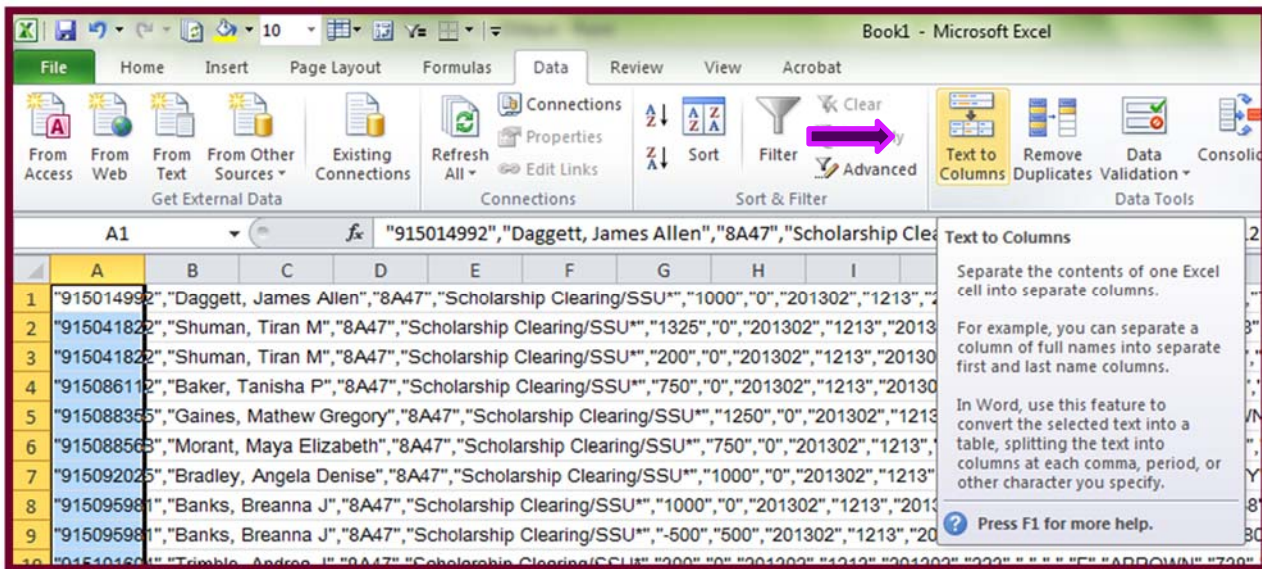 10
Book1 - Microsoft Excel
File Home Insert Page Layout Formulas Data Review View Acrobat
From Access
From Web
From Text
From Other Sources
Existing Connections
Get External Data
Refresh All
Connections
Properties
Edit Links
Connections
Sort
Filter
Clear
Advanced
Sort & Filter
Text to Columns
Remove Duplicates
Data Validation
Data Tools
A1 fx "915014992","Daggett, James Allen","8A47","Scholarship Clea
A B C D E F G H I
1 "915014992","Daggett, James Allen","8A47","Scholarship Clearing/SSU*","1000","0","201302","1213","
2 "915041822","Shuman, Tiran M","8A47","Scholarship Clearing/SSU*","1325","0","201302","1213","2013
3 "915041822","Shuman, Tiran M","8A47","Scholarship Clearing/SSU*","200","0","201302","1213","20130
4 "915086112","Baker, Tanisha P","8A47","Scholarship Clearing/SSU*","750","0","201302","1213","20130
5 "915088355","Gaines, Mathew Gregory","8A47","Scholarship Clearing/SSU*","1250","0","201302","1213
6 "915088568","Morant, Maya Elizabeth","8A47","Scholarship Clearing/SSU*","750","0","201302","1213","
7 "915092025","Bradley, Angela Denise","8A47","Scholarship Clearing/SSU*","1000","0","201302","1213"
8 "915095981","Banks, Breanna J","8A47","Scholarship Clearing/SSU*","1000","0","201302","1213","201
9 "915095981","Banks, Breanna J","8A47","Scholarship Clearing/SSU*","-500","500","201302","1213","20
Text to Columns
Separate the contents of one Excel
cell into separate columns.
For example, you can separate a
column of full names into separate
first and last name columns.
In Word, use this feature to
convert the selected text into a
table, splitting the text into
columns at each comma, period, or
other character you specify.
Press F1 for more help.